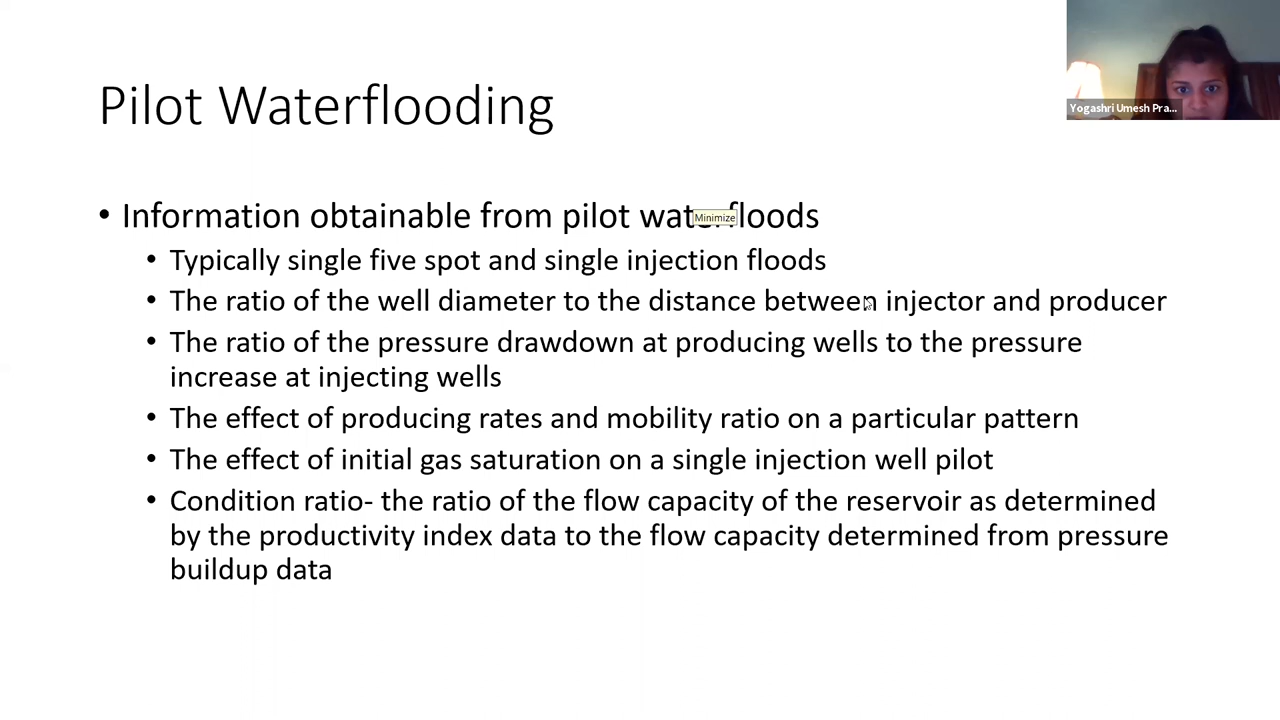 Pilot Waterflooding
Yogashri Umesh Pra...
• Information obtainable from pilot waterfloods
Minimize
• Typically single five spot and single injection floods
• The ratio of the well diameter to the distance between injector and producer
• The ratio of the pressure drawdown at producing wells to the pressure
increase at injecting wells
• The effect of producing rates and mobility ratio on a particular pattern
• The effect of initial gas saturation on a single injection well pilot
• Condition ratio- the ratio of the flow capacity of the reservoir as determined
by the productivity index data to the flow capacity determined from pressure
buildup data